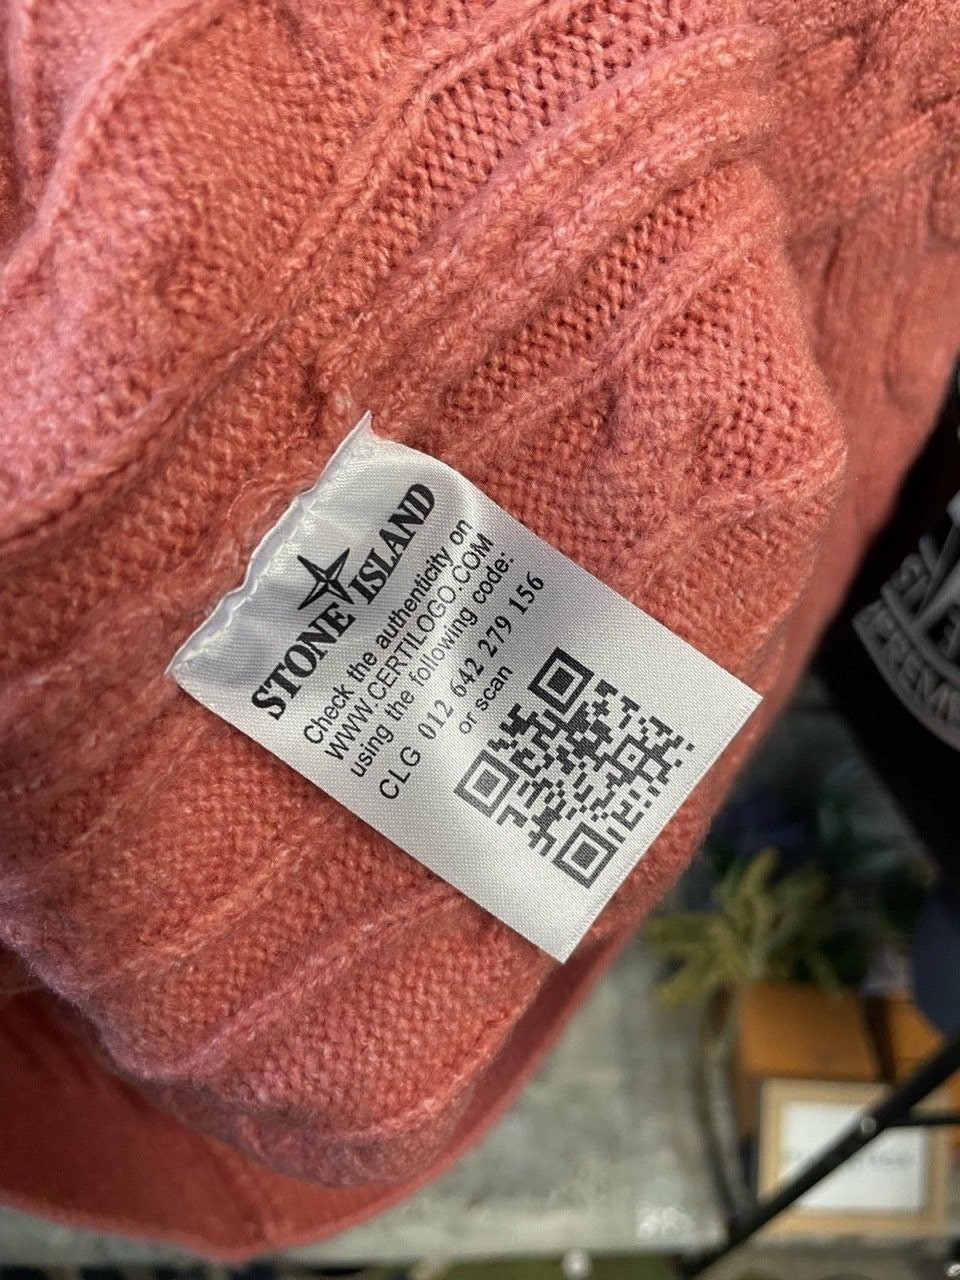 STONE ISLAND
Check the authenticity on
WWW.CERTILOGO.COM
using the following code:
CLG 012 642 279 156
or scan